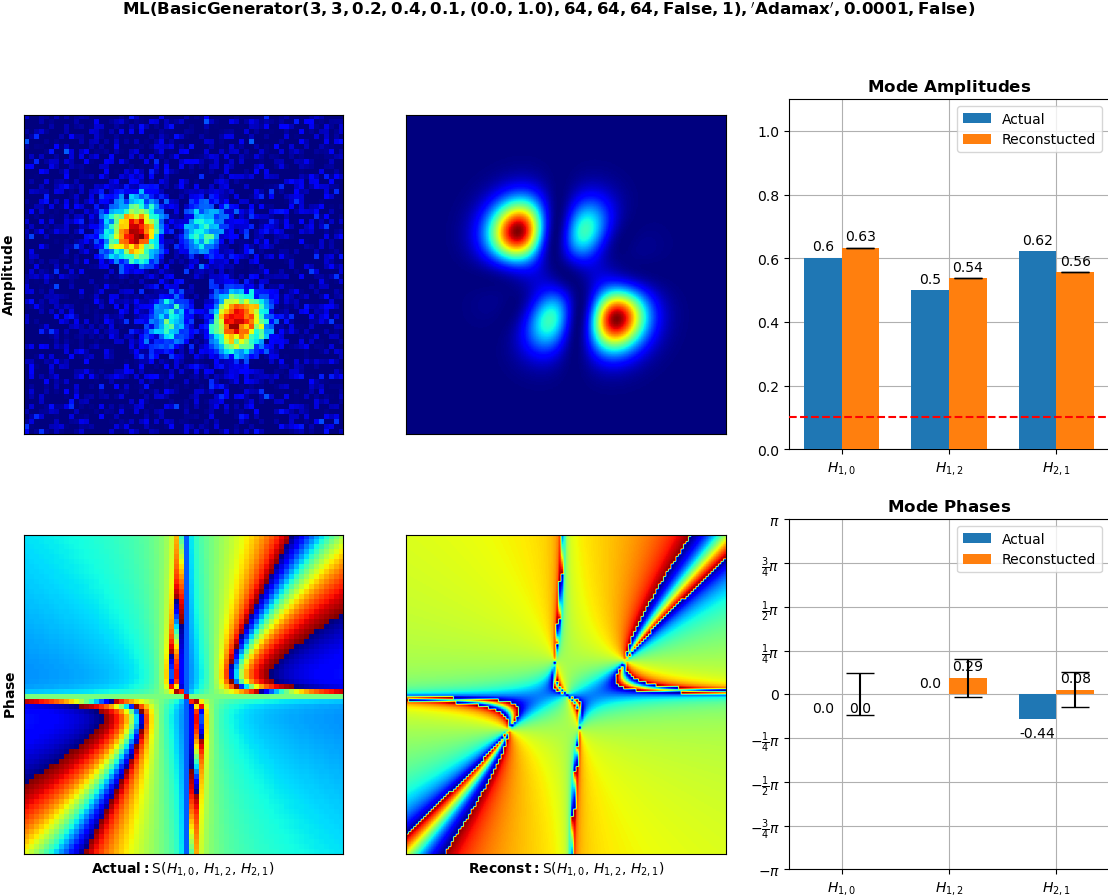 ML(BasicGenerator(3, 3, 0.2, 0.4, 0.1, (0.0, 1.0), 64, 64, 64, False, 1), ′Adamax′, 0.0001, False)
Amplitude
Mode Amplitudes
Actual
Reconstucted
1.0
0.8
0.6
0.4
0.2
0.0
0.6
0.63
0.5
0.54
0.62
0.56
H1,0
H1,2
H2,1
Phase
Actual: S(H1,0, H1,2, H2,1)
Reconst: S(H1,0, H1,2, H2,1)
Mode Phases
Actual
Reconstucted
π
3/4π
1/2π
1/4π
0
−1/4π
−1/2π
−3/4π
−π
0.0
0.0
0.0
0.29
-0.44
0.08
H1,0
H1,2
H2,1